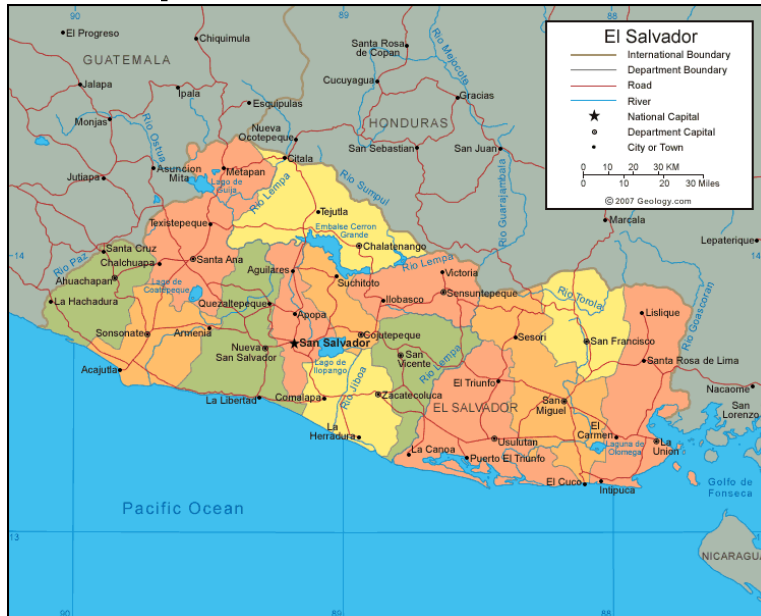 90
89
88
El Progreso
Chiquimula
Santa Rosa
de Copan
Rio Mejocote
GUATEMALA
Cucuyagua
Jalapa
Ipala
Esquipulas
Gracias
Monjas
Rio Ostua
Nueva
Ocotepeque
HONDURAS
San Sebastian
San Juan
Citala
Asuncion
Mita
Metapan
Jutiapa
Lago de
Guija
Rio Lempa
Rio Sumpul
Rio Guarajambala
Tejutla
Texistepeque
Embalse Cerron
Grande
Marcala
Chalatenango
Lepaterique
14
14
Santa Cruz
Rio Paz
Chalchuapa
Santa Ana
Aguilares
Rio Lempa
Victoria
Ahuachapan
Suchitoto
Sensuntepeque
Lago de
Coatepeque
La Hachadura
Quezaltepeque
Ilobasco
Rio Torola
Rio Goascoran
Apopa
Lislique
Sonsonate
Armenia
Cojutepeque
Sesori
San Francisco
Nueva
San Salvador
San Salvador
San
Vicente
Rio Lempa
Lago de
Ilopango
Santa Rosa de Lima
Acajutla
Rio Jiboa
El Triunfo
Nacaome
La Libertad
Comalapa
Zacatecoluca
EL SALVADOR
San
Miguel
San
Lorenzo
La
Herradura
Usulutan
El
Carmen
Laguna de
Olomega
La
Union
La Canoa
Puerto El Triunfo
El Cuco
Intipuca
Golfo de
Fonseca
Pacific Ocean
13
13
NICARAGUA
90
89
88
El Salvador
International Boundary
Department Boundary
Road
River
National Capital
Department Capital
City or Town
0 10 20 30 KM
0 10 20 30 Miles
© 2007 Geology.com